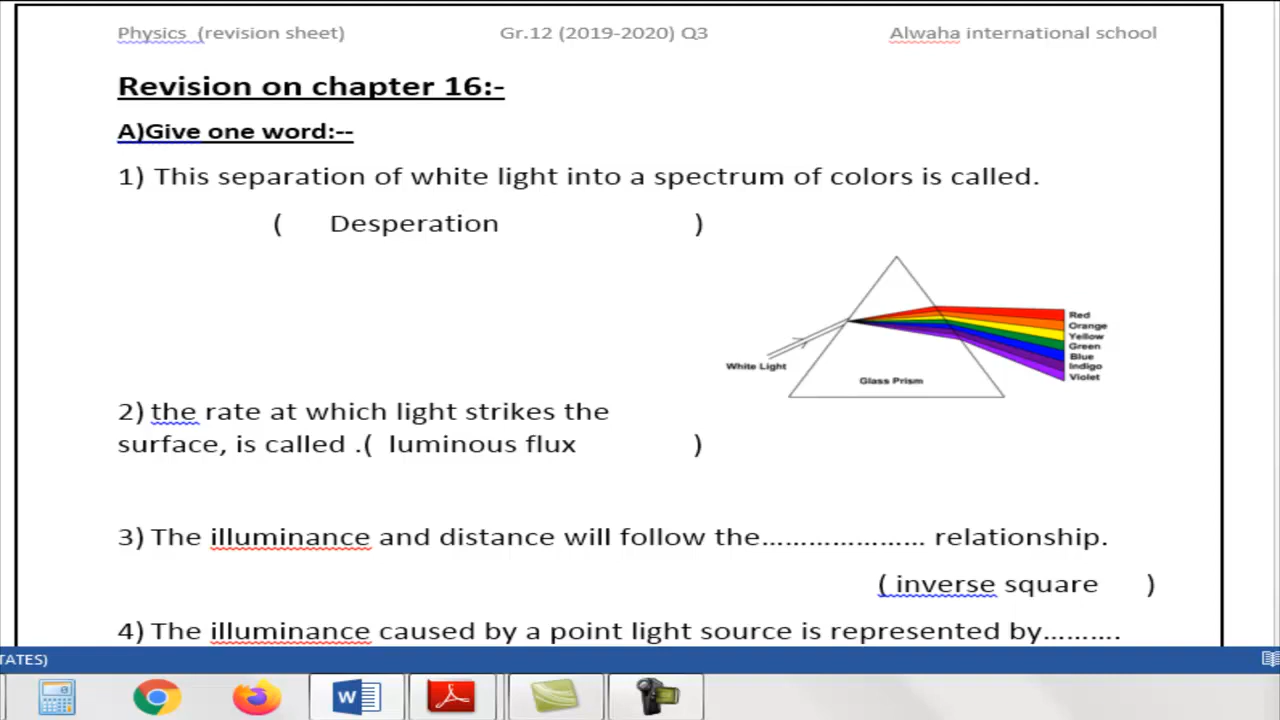 Physics (revision sheet) Gr.12 (2019-2020) Q3 Alwaha international school
Revision on chapter 16:-
A)Give one word:--
1) This separation of white light into a spectrum of colors is called.
( Desperation )
White Light
Glass Prism
Red
Orange
Yellow
Green
Blue
Indigo
Violet
2) the rate at which light strikes the
surface, is called .( luminous flux )
3) The illuminance and distance will follow the………………… relationship.
( inverse square )
4) The illuminance caused by a point light source is represented by……….
TATES)